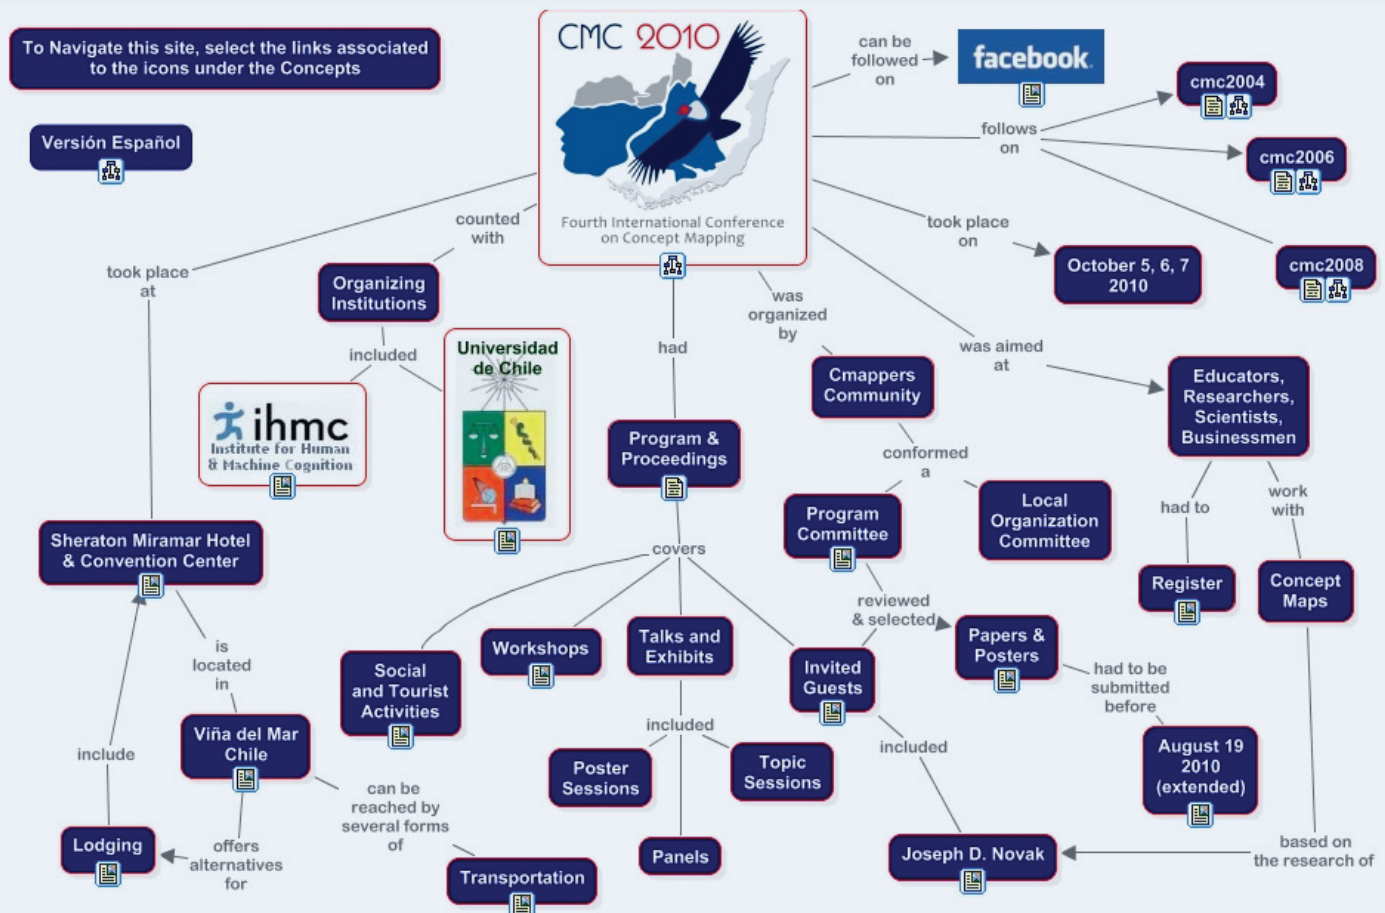 To Navigate this site, select the links associated
to the icons under the Concepts
Versión Español
CMC 2010
Fourth International Conference
on Concept Mapping
can be
followed
on
facebook
follows
on
cmc2004
cmc2006
cmc2008
took place
on
October 5, 6, 7
2010
counted
with
Organizing
Institutions
included
ihmc
Institute for Human
& Machine Cognition
Universidad
de Chile
took place
at
Sheraton Miramar Hotel
& Convention Center
is
located
in
Viña del Mar
Chile
offers
alternatives
for
Lodging
include
can be
reached by
several forms
of
Transportation
had
Program &
Proceedings
covers
Social
and Tourist
Activities
Workshops
Talks and
Exhibits
included
Poster
Sessions
Panels
Topic
Sessions
Invited
Guests
included
Joseph D. Novak
was
organized
by
Cmappers
Community
conformed
a
Program
Committee
Local
Organization
Committee
reviewed
& selected
Papers &
Posters
had to be
submitted
before
August 19
2010
(extended)
was aimed
at
Educators,
Researchers,
Scientists,
Businessmen
had to
Register
work
with
Concept
Maps
based on
the research of